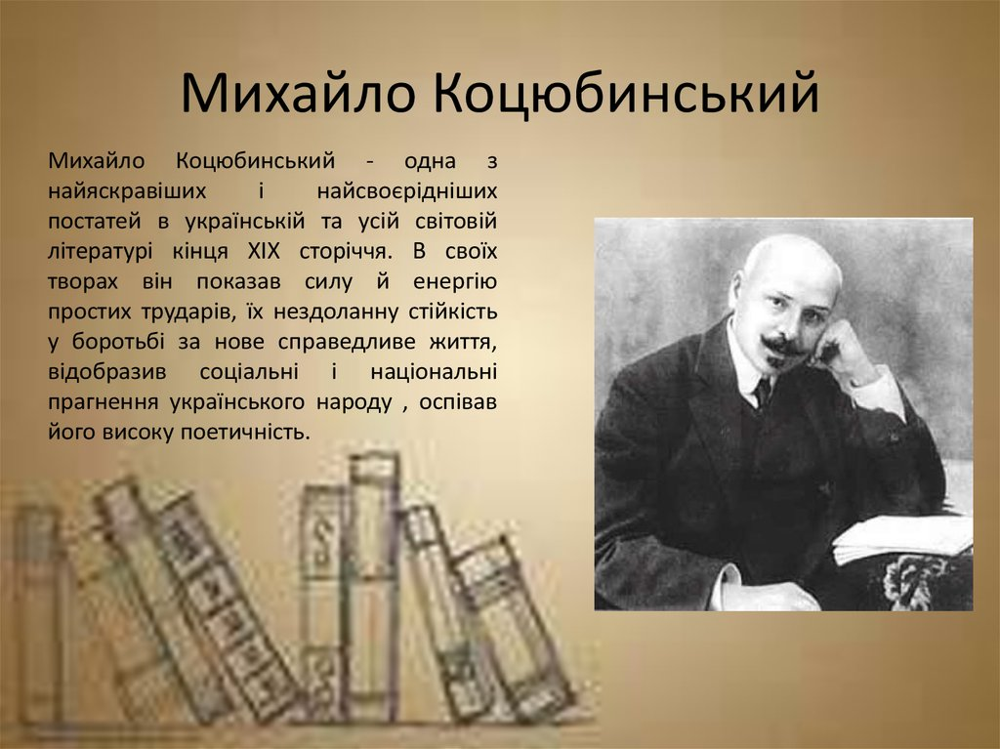 Михайло Коцюбинський
Михайло Коцюбинський - одна з
найяскравіших і найсвоєрідніших
постатей в українській та усій світовій
літературі кінця XIX сторіччя. В своїх
творах він показав силу й енергію
простих трударів, їх нездоланну стійкість
у боротьбі за нове справедливе життя,
відобразив соціальні і національні
прагнення українського народу , оспівав
його високу поетичність.